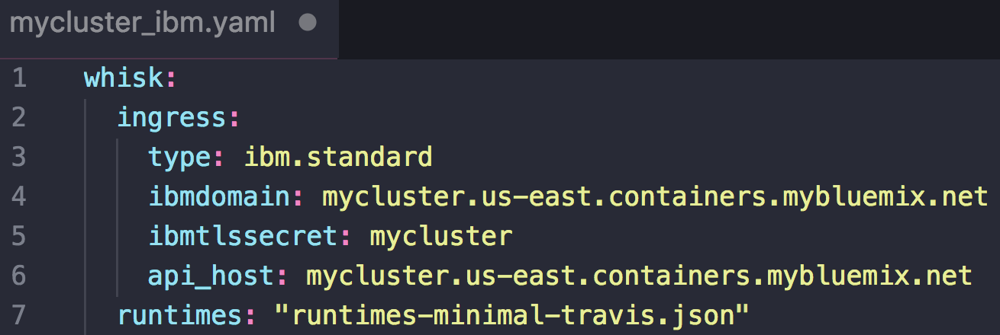 mycluster_ibm.yaml
1 whisk:
2 ingress:
3 type: ibm.standard
4 ibmdomain: mycluster.us-east.containers.mybluemix.net
5 ibmtlssecret: mycluster
6 api_host: mycluster.us-east.containers.mybluemix.net
7 runtimes: "runtimes-minimal-travis.json"